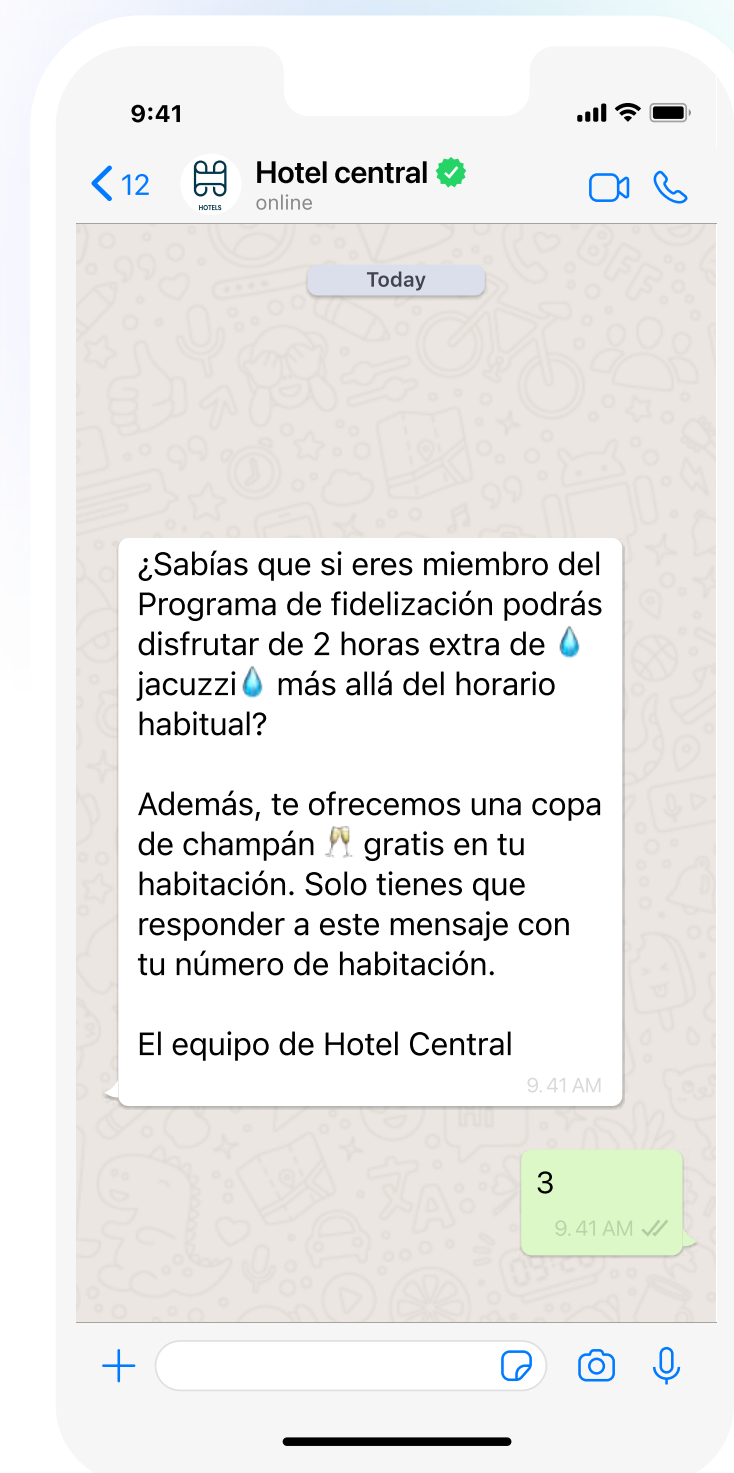 9:41
12
Hotel central
HOTELS
online
Today
¿Sabías que si eres miembro del
Programa de fidelización podrás
disfrutar de 2 horas extra de 💧
jacuzzi💧 más allá del horario
habitual?
Además, te ofrecemos una copa
de champán 🥂 gratis en tu
habitación. Solo tienes que
responder a este mensaje con
tu número de habitación.
El equipo de Hotel Central
9.41 AM
3
9.41 AM